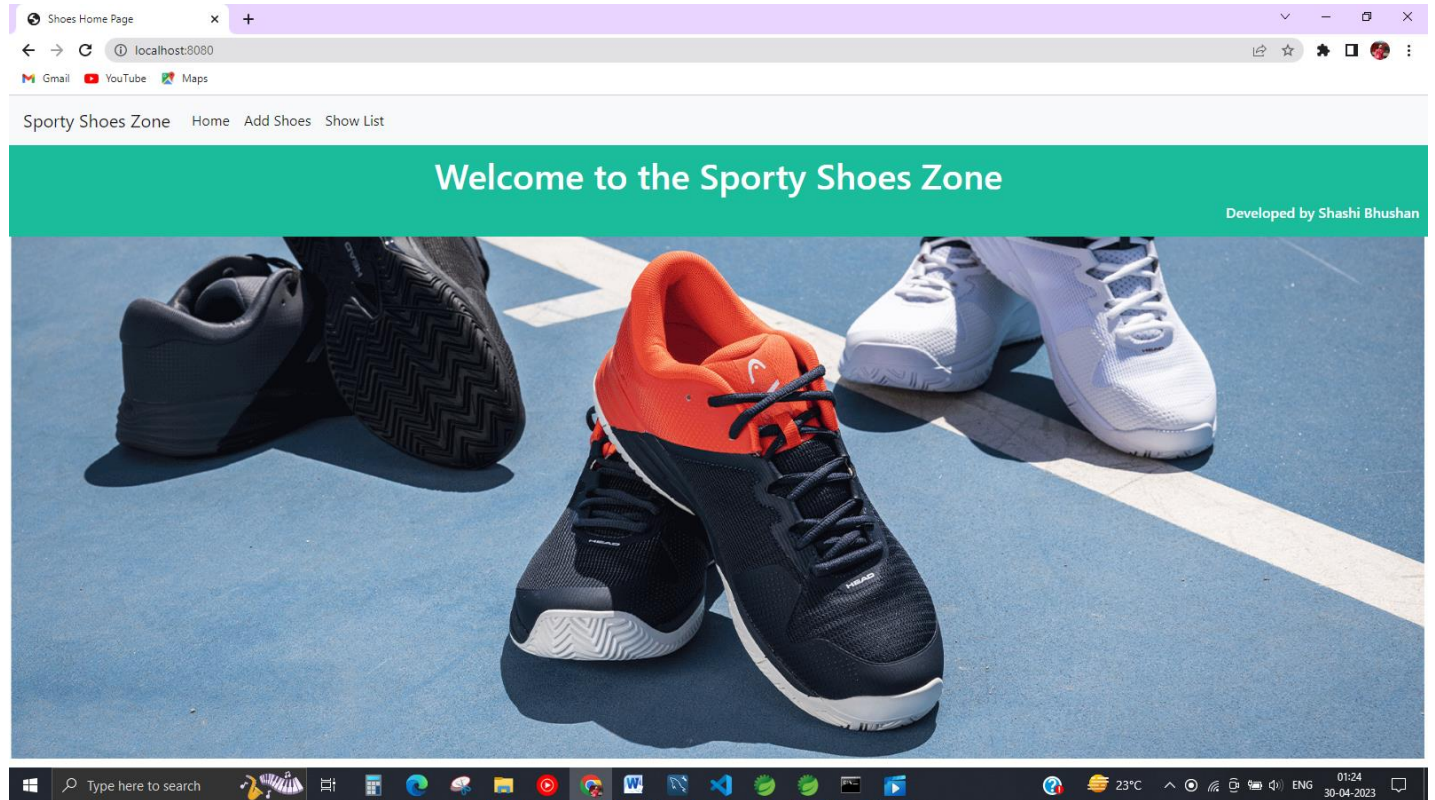 Shoes Home Page
localhost:8080
Gmail YouTube Maps
Sporty Shoes Zone Home Add Shoes Show List
Welcome to the Sporty Shoes Zone
Developed by Shashi Bhushan
HEAD
HEAD
HEAD
HEAD
Type here to search
23°C ENG 01:24
30-04-2023